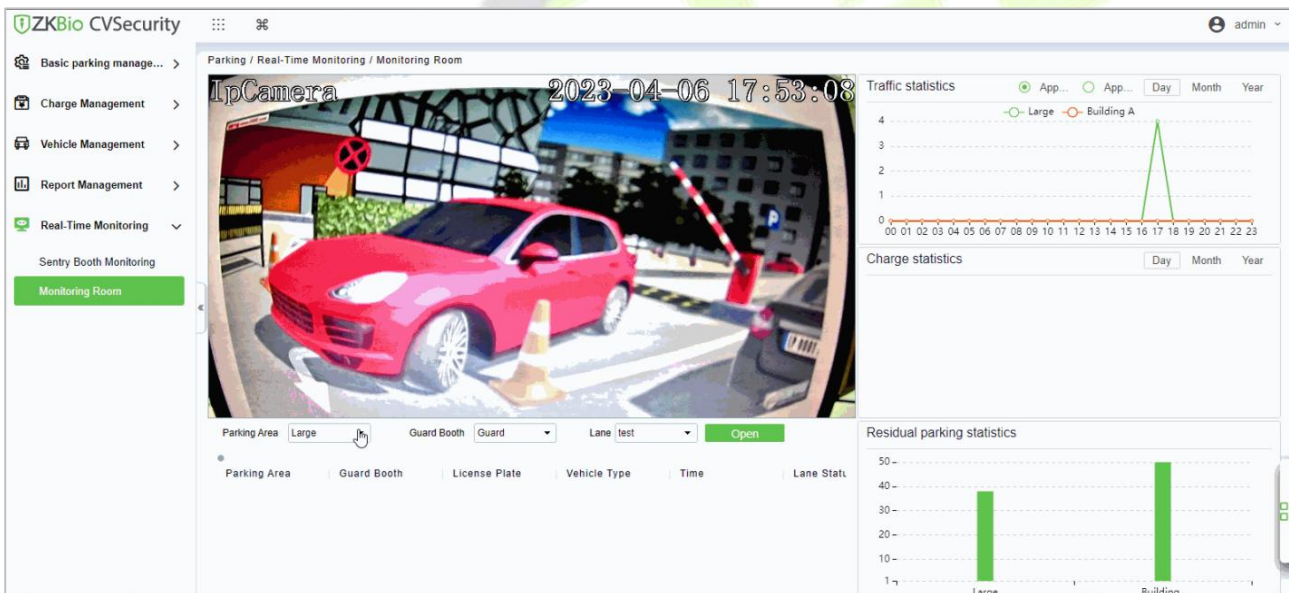 ZKBio CVSecurity
admin
Basic parking manage...
Charge Management
Vehicle Management
Report Management
Real-Time Monitoring
Sentry Booth Monitoring
Monitoring Room
Parking / Real-Time Monitoring / Monitoring Room
IpCamera 2023-04-06 17:53:08
P
Parking Area Large Guard Booth Guard Lane test Open
Parking Area Guard Booth License Plate Vehicle Type Time Lane Statu
Traffic statistics App... App... Day Month Year
Large Building A
4
3
2
1
0
00 01 02 03 04 05 06 07 08 09 10 11 12 13 14 15 16 17 18 19 20 21 22 23
Charge statistics Day Month Year
Residual parking statistics
50
40
30
20
10
1
Large Building